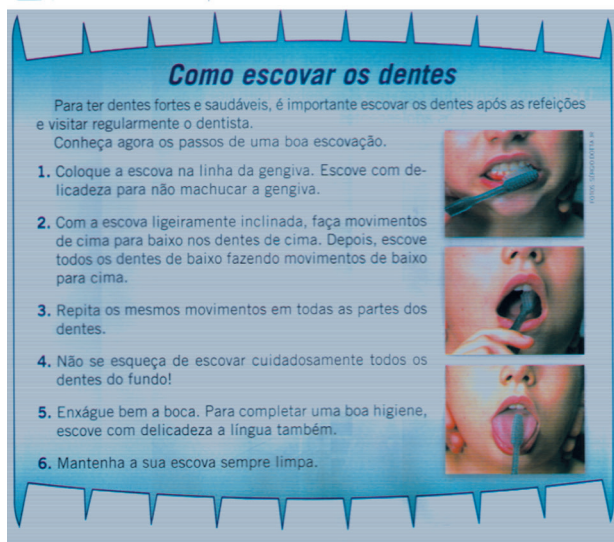 Como escovar os dentes
Para ter dentes fortes e saudáveis, é importante escovar os dentes após as refeições
e visitar regularmente o dentista.
Conheça agora os passos de uma boa escovação.
1. Coloque a escova na linha da gengiva. Escove com de-
licadeza para não machucar a gengiva.
2. Com a escova ligeiramente inclinada, faça movimentos
de cima para baixo nos dentes de cima. Depois, escove
todos os dentes de baixo fazendo movimentos de baixo
para cima.
3. Repita os mesmos movimentos em todas as partes dos
dentes.
4. Não se esqueça de escovar cuidadosamente todos os
dentes do fundo!
5. Enxágue bem a boca. Para completar uma boa higiene,
escove com delicadeza a língua também.
6. Mantenha a sua escova sempre limpa.